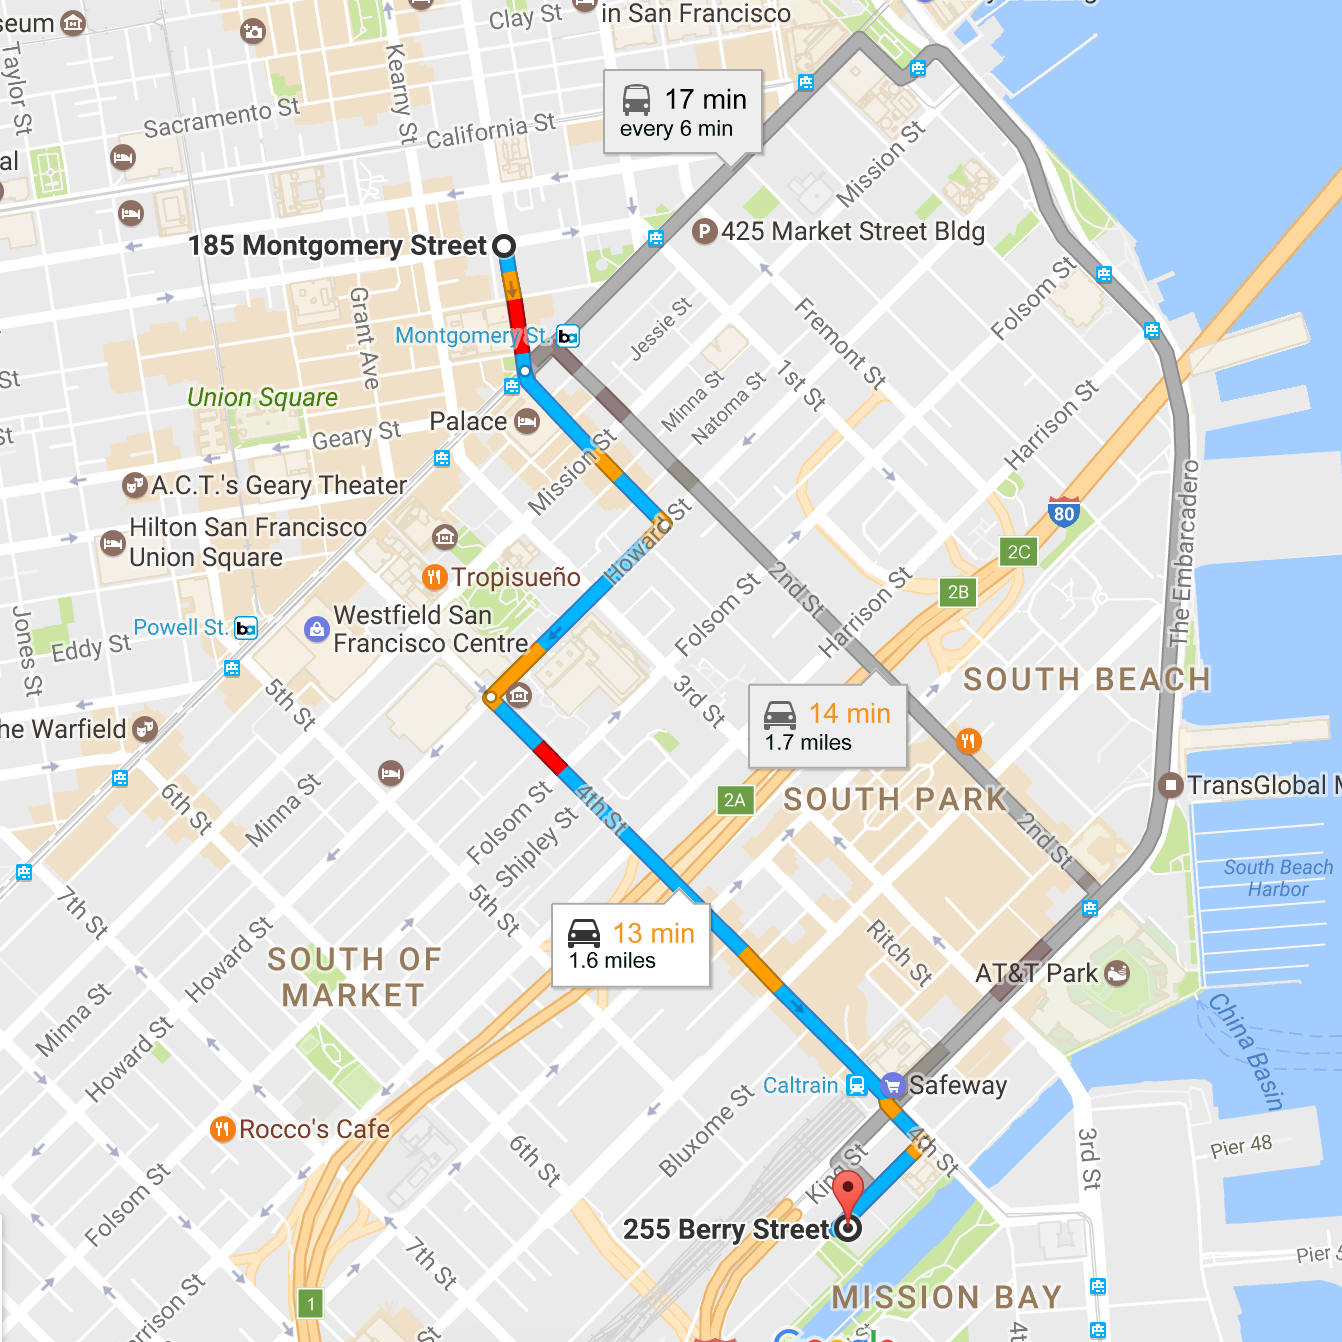 seum
Clay St
in San Francisco
Taylor St
Kearny St
Sacramento St
California St
17 min
every 6 min
Mission St
al
185 Montgomery Street
425 Market Street Bldg
Grant Ave
Montgomery St.
Jessie St
Fremont St
Folsom St
1st St
Union Square
Minna St
Natoma St
Palace
Geary St
Harrison St
Mission St
A.C.T.'s Geary Theater
Hilton San Francisco
Union Square
Howard St
80
The Embarcadero
2C
2B
Tropisueño
2nd St
Harrison St
Folsom St
Westfield San
Francisco Centre
Powell St.
Jones St
Eddy St
5th St
3rd St
SOUTH BEACH
14 min
1.7 miles
he Warfield
6th St
Minna St
2A
SOUTH PARK
TransGlobal M
Folsom St
Shipley St
4th St
2nd St
South Beach
Harbor
7th St
5th St
13 min
1.6 miles
Howard St
SOUTH OF
MARKET
Ritch St
AT&T Park
Minna St
Howard St
China Basin
Caltrain
Safeway
Rocco's Cafe
Bluxome St
6th St
4th St
3rd St
Pier 48
King St
Folsom St
255 Berry Street
7th St
Pier 5
1
MISSION BAY
rrison St
St
4t
Google